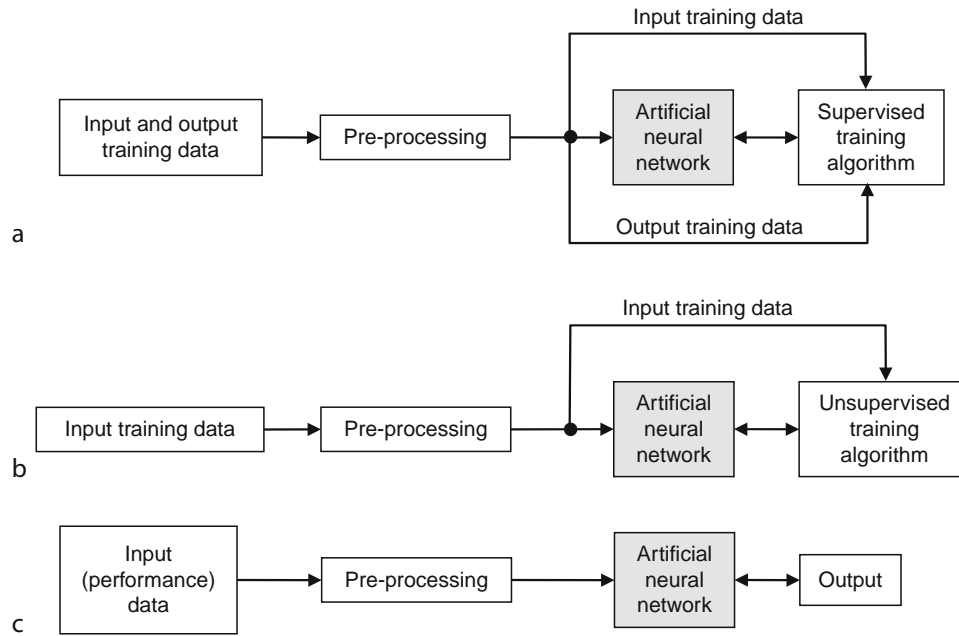 Input training data
Input and output
training data
Pre-processing
Artificial
neural
network
Supervised
training
algorithm
Output training data
a
Input training data
Input training data
Pre-processing
Artificial
neural
network
Unsupervised
training
algorithm
b
Input
(performance)
data
Pre-processing
Artificial
neural
network
Output
c